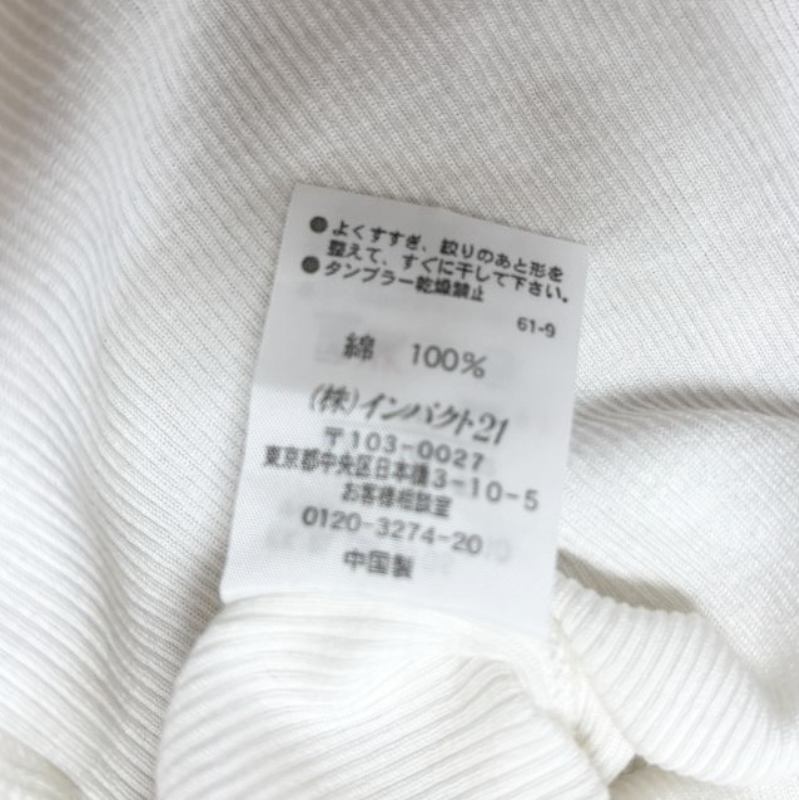 ●よくすすぎ、絞りのあと形を
整えて、すぐに干して下さい。
●タンブラー乾燥禁止
61-9
綿 100%
(株)インパクト21
〒103-0027
東京都中央区日本橋3-10-5
お客様相談室
0120-3274-20
中国製